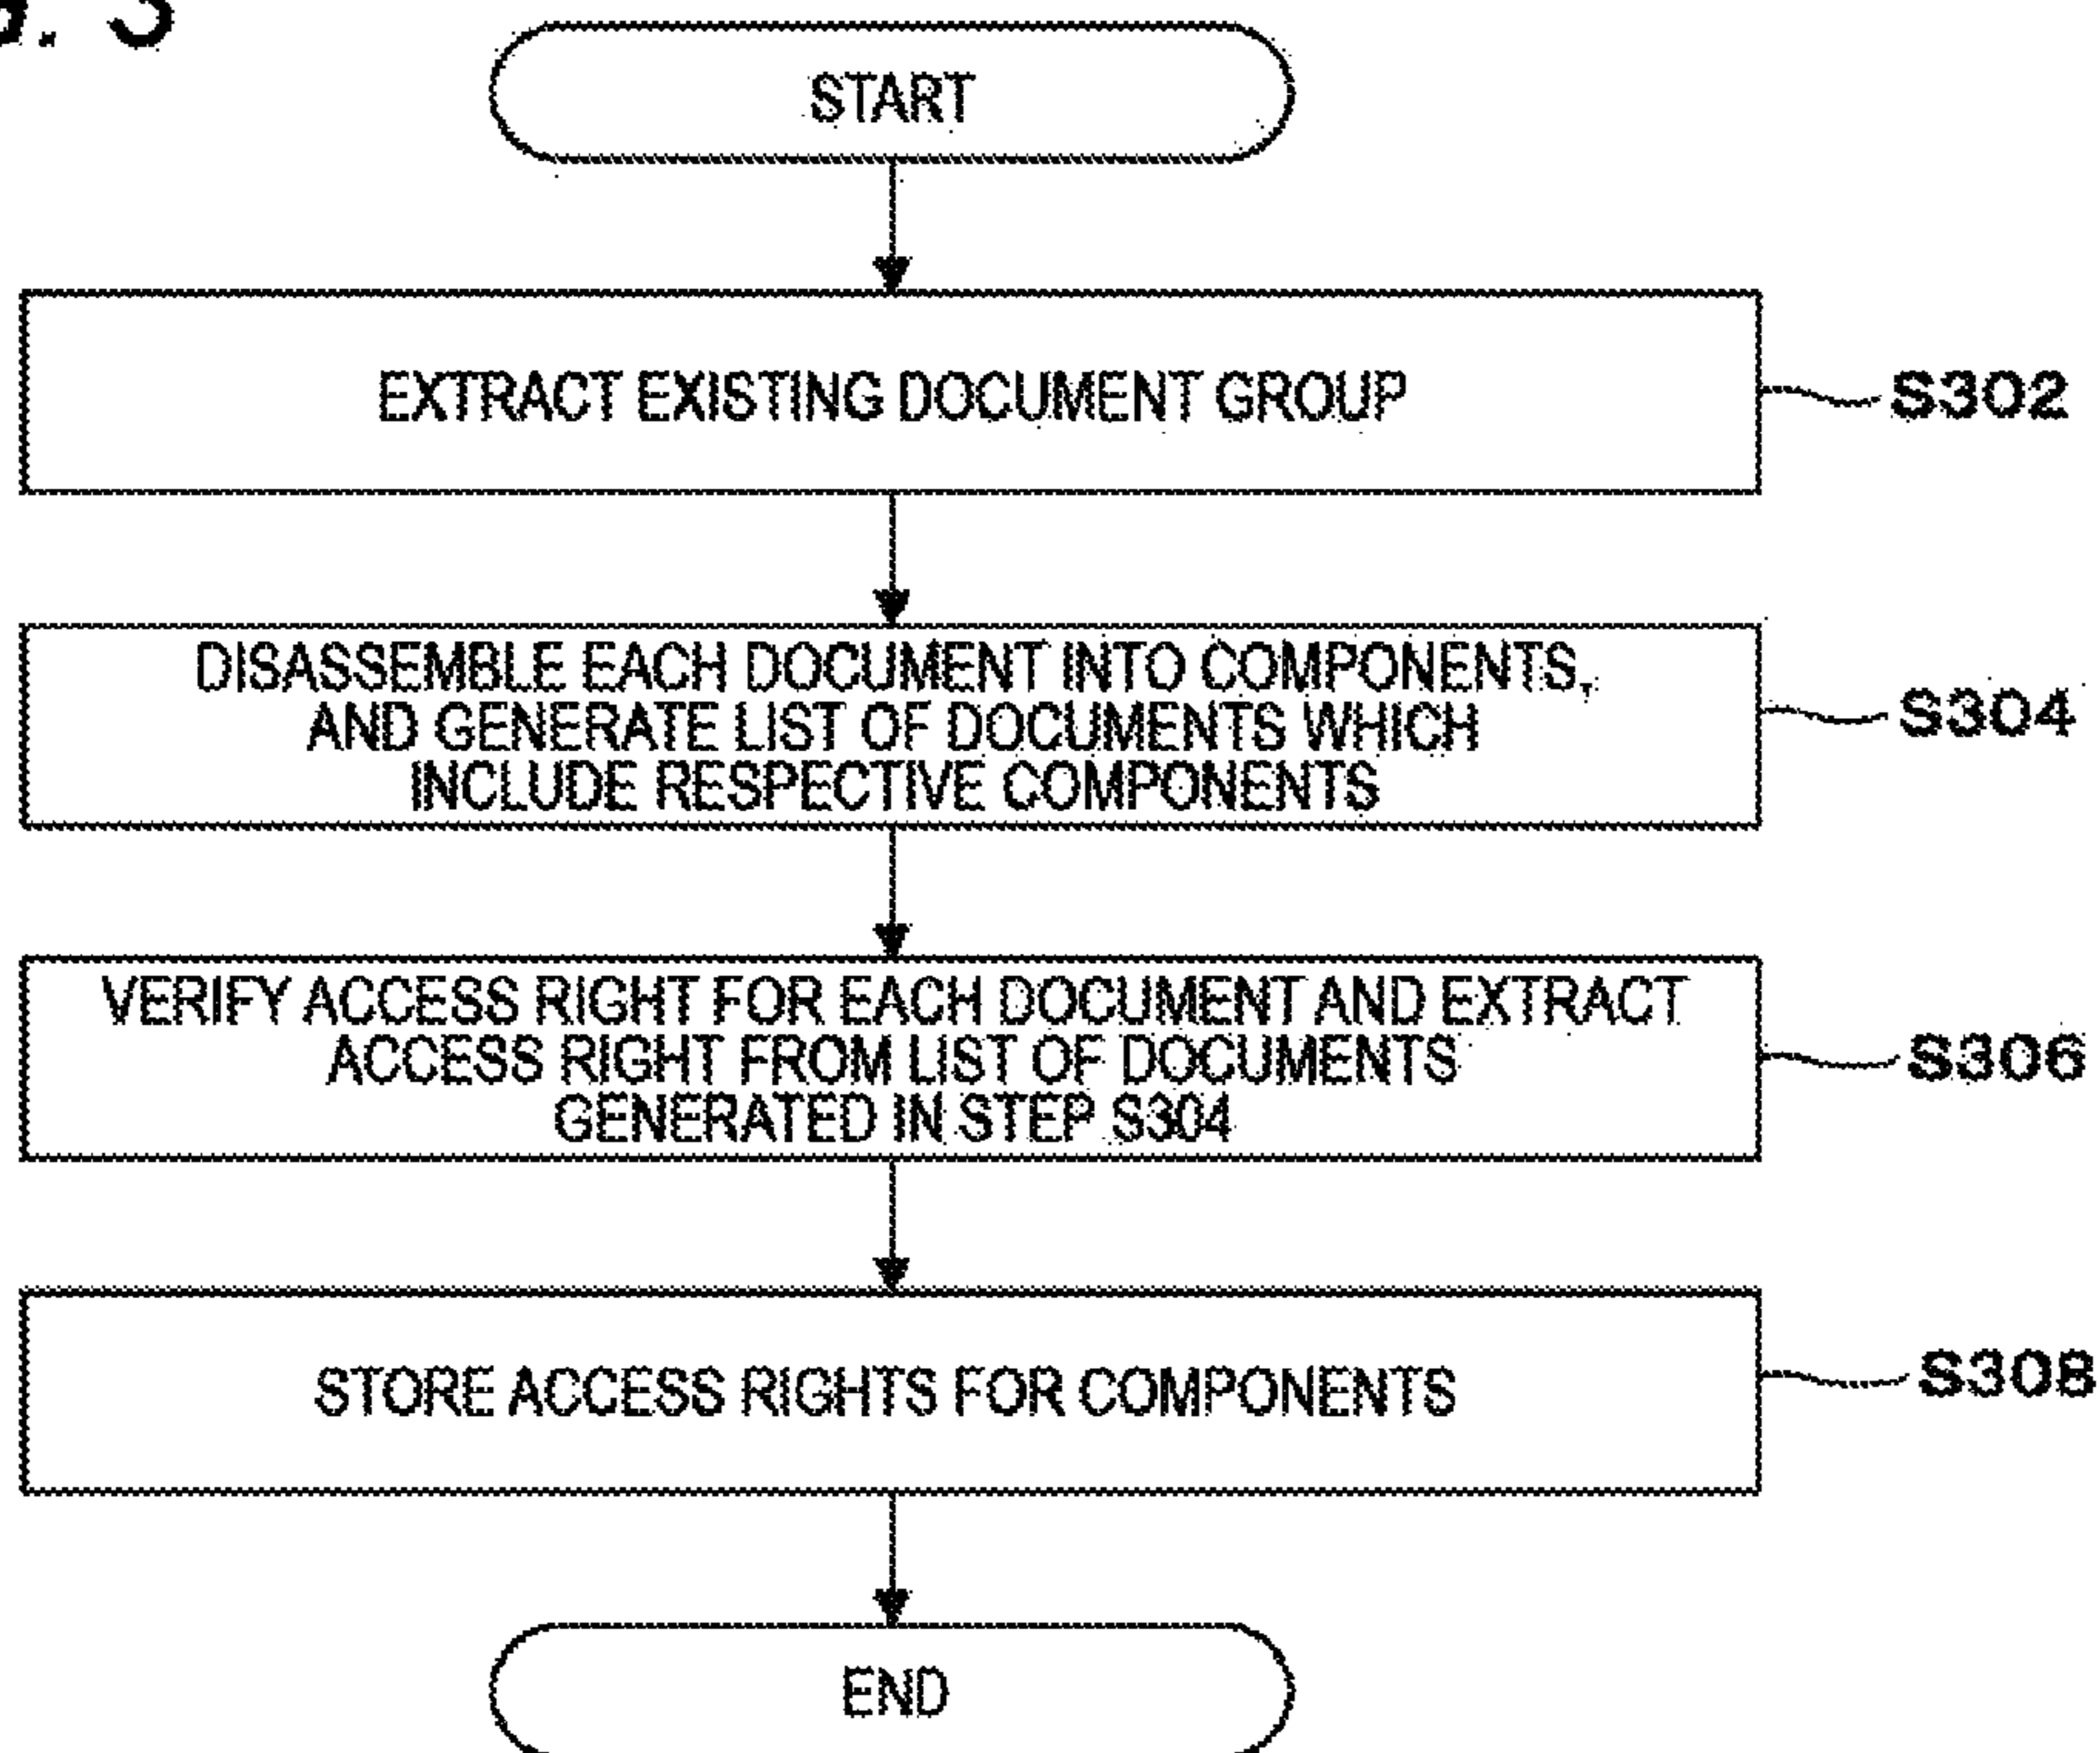 G. 3
START
EXTRACT EXISTING DOCUMENT GROUP
S302
DISASSEMBLE EACH DOCUMENT INTO COMPONENTS,
AND GENERATE LIST OF DOCUMENTS WHICH
INCLUDE RESPECTIVE COMPONENTS
S304
VERIFY ACCESS RIGHT FOR EACH DOCUMENT AND EXTRACT
ACCESS RIGHT FROM LIST OF DOCUMENTS
GENERATED IN STEP S304
S306
STORE ACCESS RIGHTS FOR COMPONENTS
S308
END